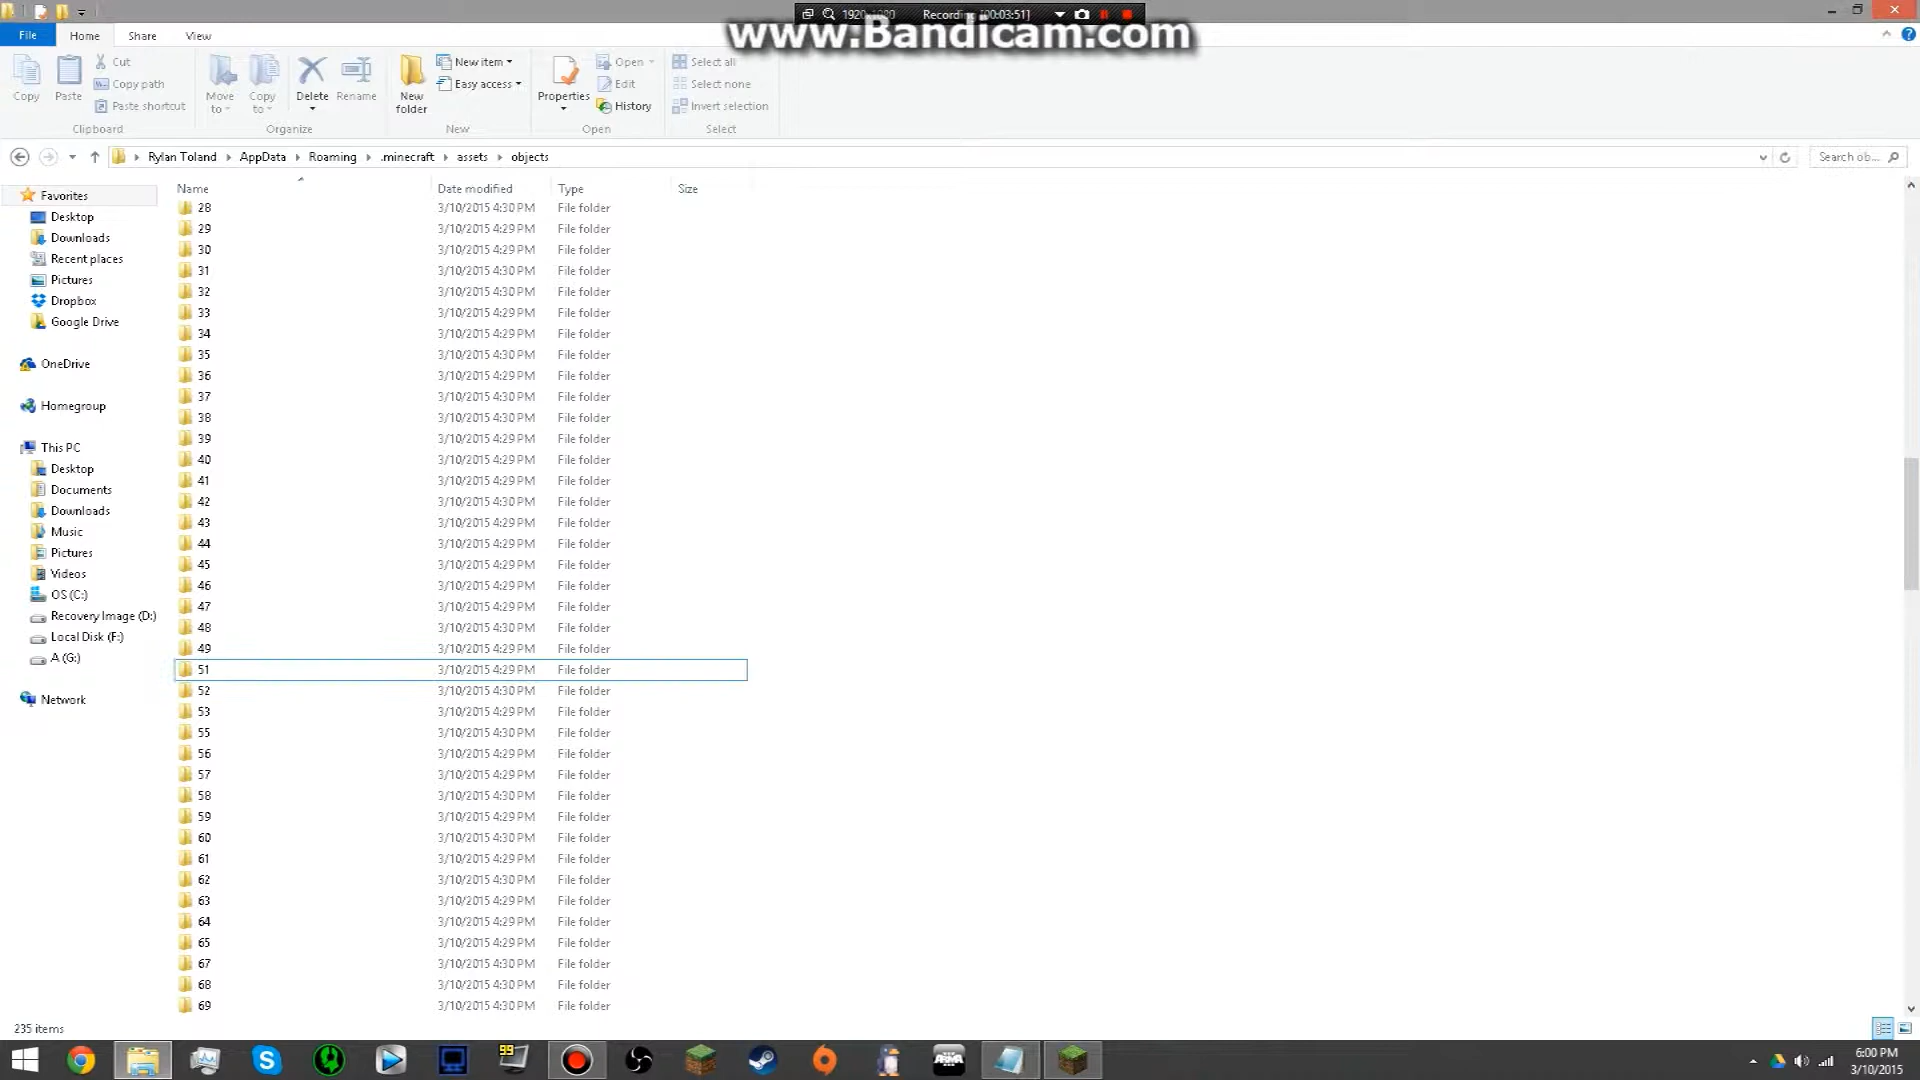 1920x1080 Recording [00:03:51]
www.Bandicam.com
File Home Share View
Copy
Paste
Cut
Copy path
Paste shortcut
Clipboard
Move to
Copy to
Delete
Rename
Organize
New folder
New item
Easy access
New
Properties
Open
Edit
History
Open
Select all
Select none
Invert selection
Select
Rylan Toland AppData Roaming .minecraft assets objects
Search ob...
Favorites
Desktop
Downloads
Recent places
Pictures
Dropbox
Google Drive
OneDrive
Homegroup
This PC
Desktop
Documents
Downloads
Music
Pictures
Videos
OS (C:)
Recovery Image (D:)
Local Disk (F:)
A (G:)
Network
Name Date modified Type Size
28 3/10/2015 4:30 PM File folder
29 3/10/2015 4:29 PM File folder
30 3/10/2015 4:29 PM File folder
31 3/10/2015 4:30 PM File folder
32 3/10/2015 4:30 PM File folder
33 3/10/2015 4:29 PM File folder
34 3/10/2015 4:29 PM File folder
35 3/10/2015 4:30 PM File folder
36 3/10/2015 4:29 PM File folder
37 3/10/2015 4:29 PM File folder
38 3/10/2015 4:30 PM File folder
39 3/10/2015 4:29 PM File folder
40 3/10/2015 4:29 PM File folder
41 3/10/2015 4:29 PM File folder
42 3/10/2015 4:30 PM File folder
43 3/10/2015 4:29 PM File folder
44 3/10/2015 4:29 PM File folder
45 3/10/2015 4:29 PM File folder
46 3/10/2015 4:29 PM File folder
47 3/10/2015 4:29 PM File folder
48 3/10/2015 4:30 PM File folder
49 3/10/2015 4:29 PM File folder
51 3/10/2015 4:29 PM File folder
52 3/10/2015 4:30 PM File folder
53 3/10/2015 4:29 PM File folder
55 3/10/2015 4:30 PM File folder
56 3/10/2015 4:29 PM File folder
57 3/10/2015 4:29 PM File folder
58 3/10/2015 4:30 PM File folder
59 3/10/2015 4:29 PM File folder
60 3/10/2015 4:30 PM File folder
61 3/10/2015 4:29 PM File folder
62 3/10/2015 4:30 PM File folder
63 3/10/2015 4:29 PM File folder
64 3/10/2015 4:29 PM File folder
65 3/10/2015 4:29 PM File folder
67 3/10/2015 4:30 PM File folder
68 3/10/2015 4:30 PM File folder
69 3/10/2015 4:30 PM File folder
235 items
99
ARMA
6:00 PM
3/10/2015